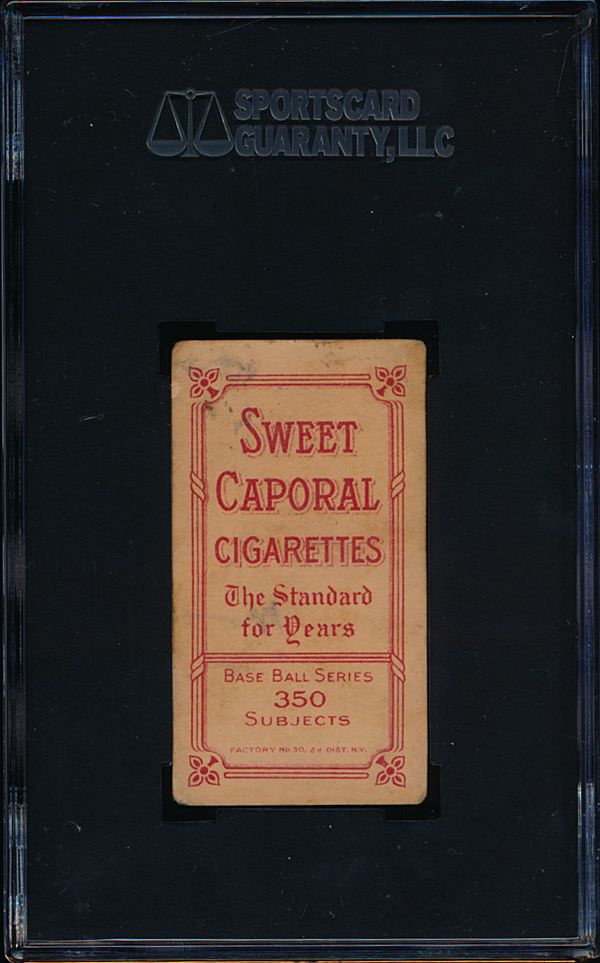 SPORTSCARD
GUARANTY, LLC
SWEET
CAPORAL
CIGARETTES
The Standard
for Years
BASE BALL SERIES
350
SUBJECTS
FACTORY No. 30, 2d DIST. N.Y.